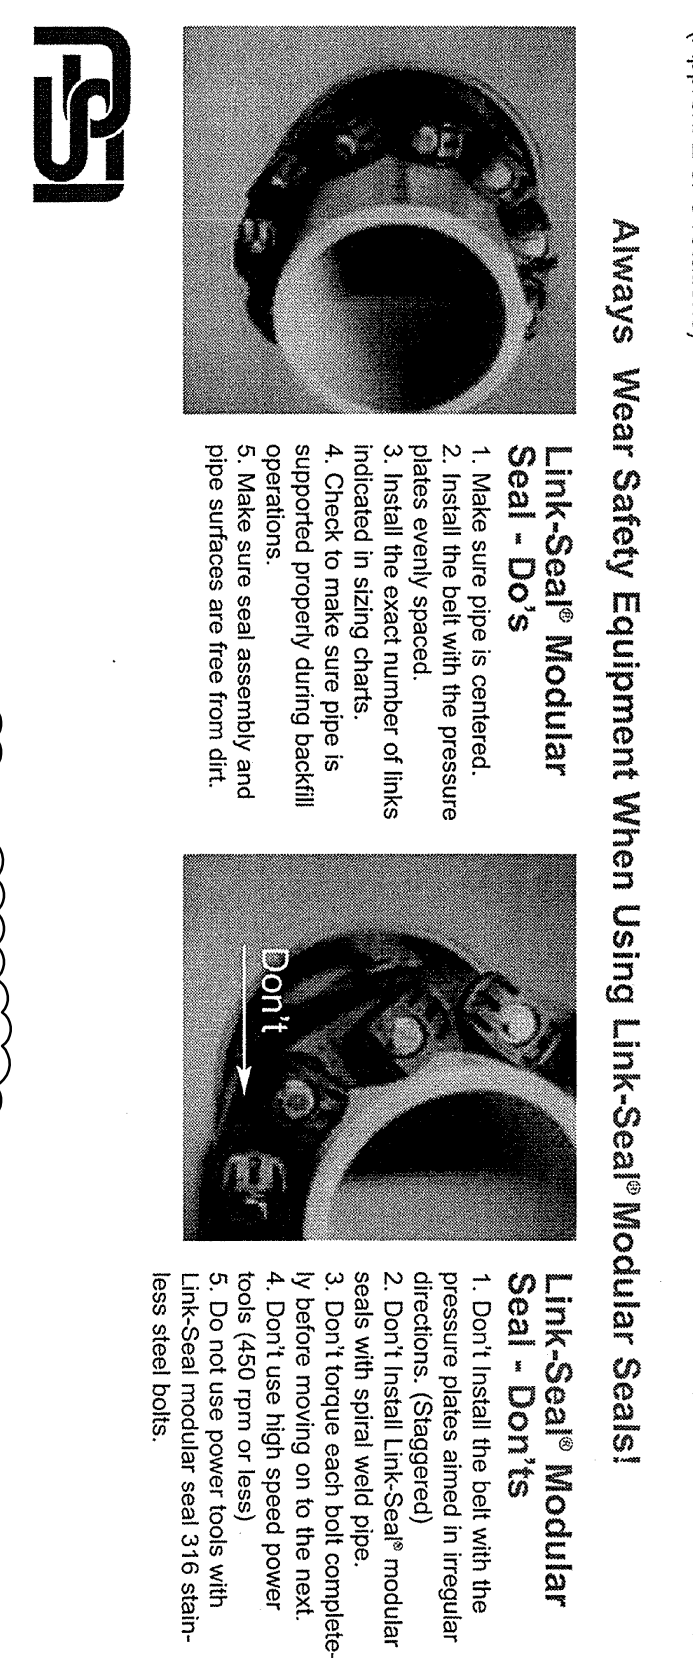 Always Wear Safety Equipment When Using Link-Seal® Modular Seals!
Link-Seal® Modular
Seal - Do's
1. Make sure pipe is centered.
2. Install the belt with the pressure
plates evenly spaced.
3. Install the exact number of links
indicated in sizing charts.
4. Check to make sure pipe is
supported properly during backfill
operations.
5. Make sure seal assembly and
pipe surfaces are free from dirt.
Don't
Link-Seal® Modular
Seal - Don'ts
1. Don't Install the belt with the
pressure plates aimed in irregular
directions. (Staggered)
2. Don't Install Link-Seal® modular
seals with spiral weld pipe.
3. Don't torque each bolt complete-
ly before moving on to the next.
4. Don't use high speed power
tools (450 rpm or less)
5. Do not use power tools with
Link-Seal modular seal 316 stain-
less steel bolts.
PSI